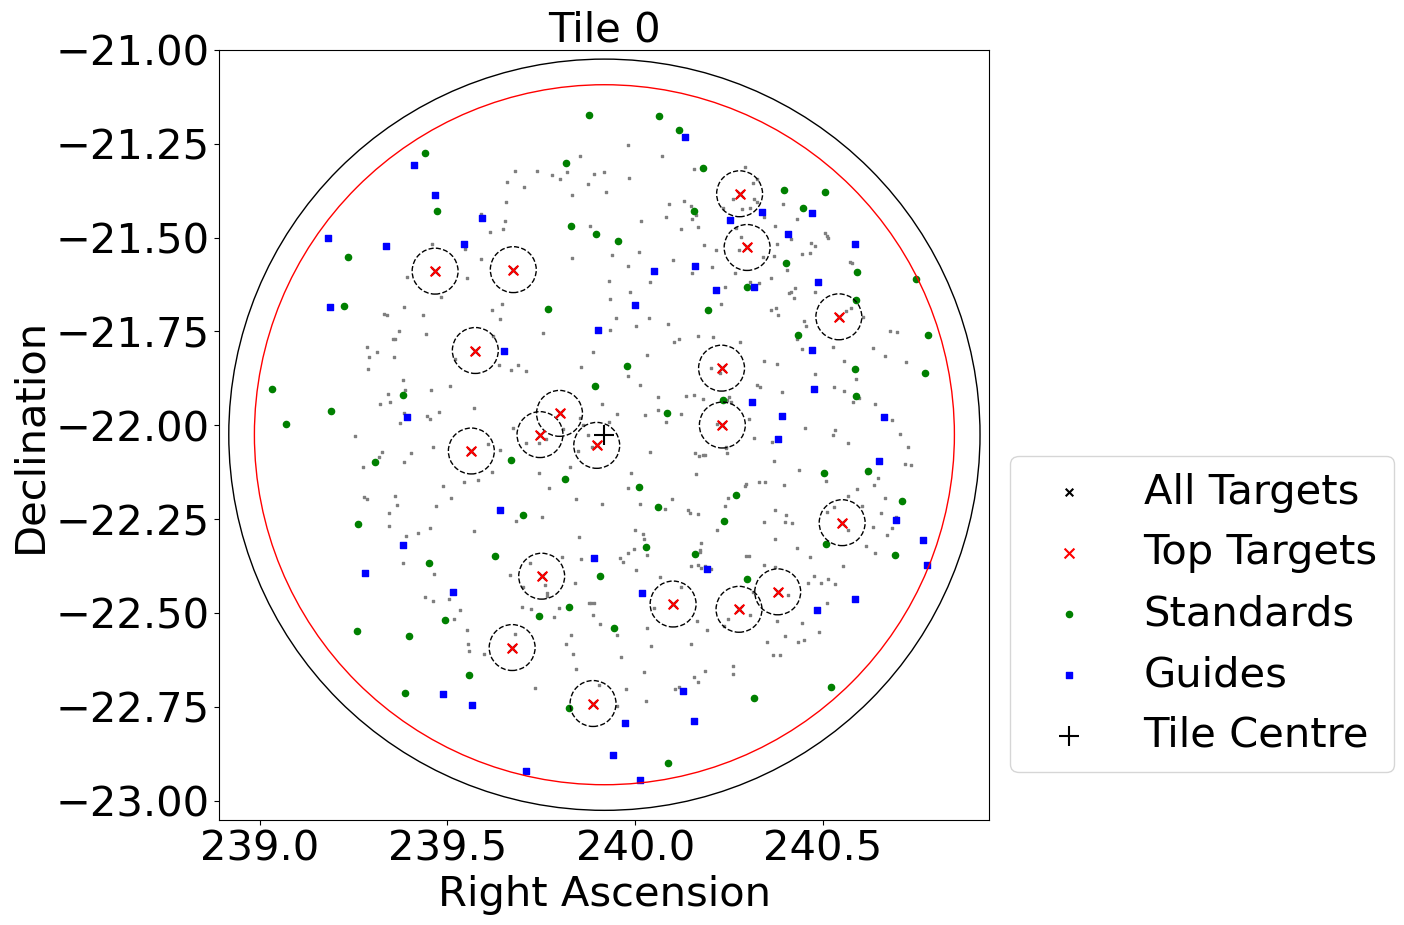 Tile 0
−21.00
−21.25
−21.50
−21.75
−22.00
−22.25
−22.50
−22.75
−23.00
Declination
239.0 239.5 240.0 240.5
Right Ascension
All Targets
Top Targets
Standards
Guides
Tile Centre